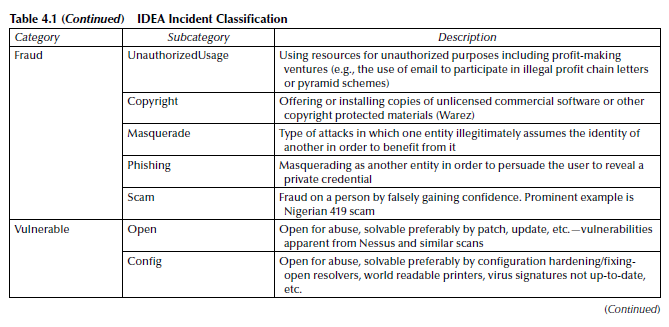 Table 4.1 (Continued) IDEA Incident Classification
Category Subcategory Description
Fraud UnauthorizedUsage Using resources for unauthorized purposes including profit-making
ventures (e.g., the use of email to participate in illegal profit chain letters
or pyramid schemes)
Copyright Offering or installing copies of unlicensed commercial software or other
copyright protected materials (Warez)
Masquerade Type of attacks in which one entity illegitimately assumes the identity of
another in order to benefit from it
Phishing Masquerading as another entity in order to persuade the user to reveal a
private credential
Scam Fraud on a person by falsely gaining confidence. Prominent example is
Nigerian 419 scam
Vulnerable Open Open for abuse, solvable preferably by patch, update, etc.—vulnerabilities
apparent from Nessus and similar scans
Config Open for abuse, solvable preferably by configuration hardening/fixing-
open resolvers, world readable printers, virus signatures not up-to-date,
etc.
(Continued)